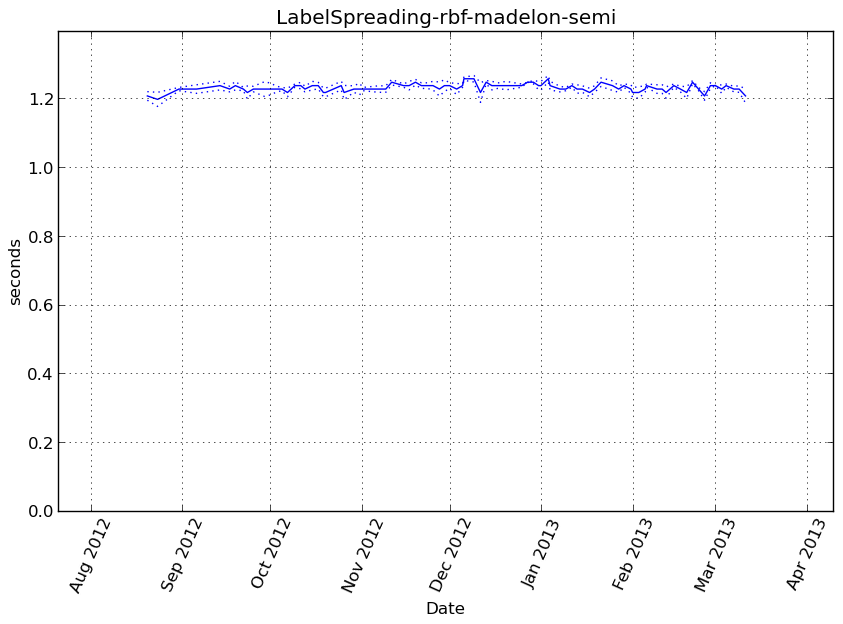 LabelSpreading-rbf-madelon-semi
seconds
1.2
1.0
0.8
0.6
0.4
0.2
0.0
Aug 2012
Sep 2012
Oct 2012
Nov 2012
Dec 2012
Jan 2013
Feb 2013
Mar 2013
Apr 2013
Date